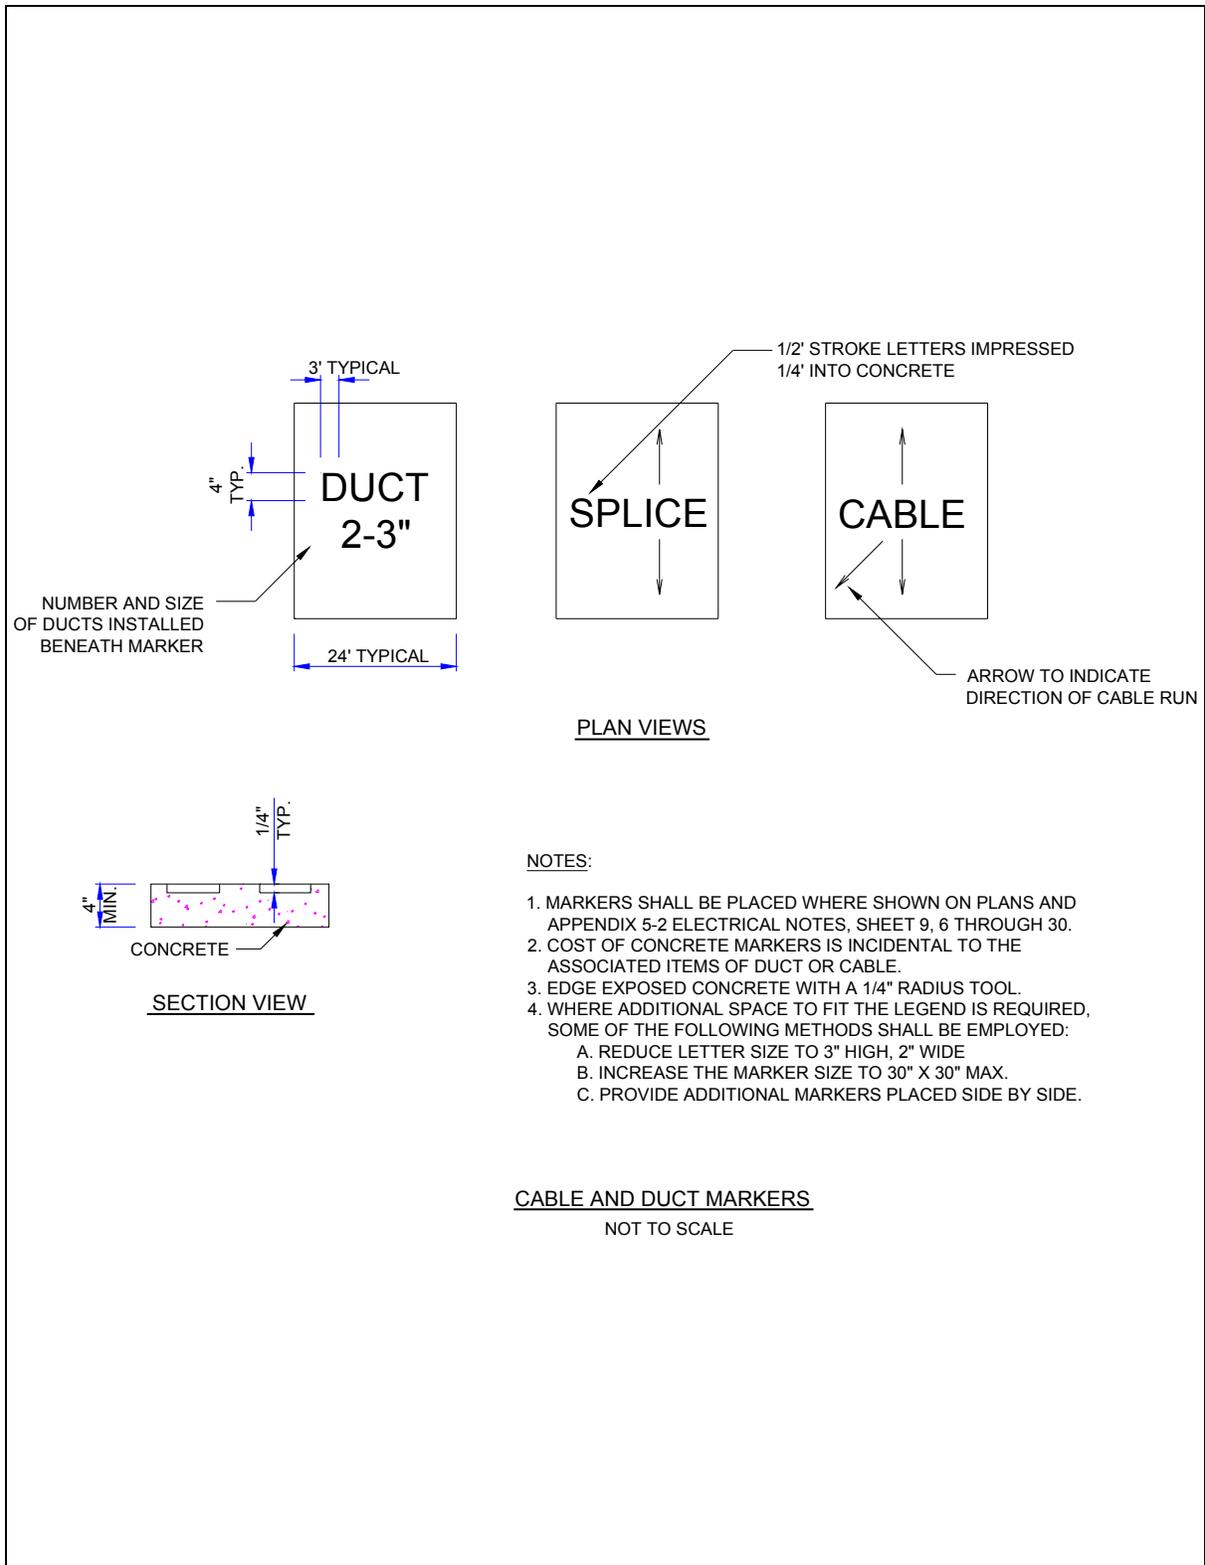 3' TYPICAL
1/2' STROKE LETTERS IMPRESSED
1/4' INTO CONCRETE
4"
TYP.
DUCT
2-3"
SPLICE
CABLE
NUMBER AND SIZE
OF DUCTS INSTALLED
BENEATH MARKER
24' TYPICAL
ARROW TO INDICATE
DIRECTION OF CABLE RUN
PLAN VIEWS
1/4"
TYP.
4"
MIN.
CONCRETE
SECTION VIEW
NOTES:
1. MARKERS SHALL BE PLACED WHERE SHOWN ON PLANS AND
APPENDIX 5-2 ELECTRICAL NOTES, SHEET 9, 6 THROUGH 30.
2. COST OF CONCRETE MARKERS IS INCIDENTAL TO THE
ASSOCIATED ITEMS OF DUCT OR CABLE.
3. EDGE EXPOSED CONCRETE WITH A 1/4" RADIUS TOOL.
4. WHERE ADDITIONAL SPACE TO FIT THE LEGEND IS REQUIRED,
SOME OF THE FOLLOWING METHODS SHALL BE EMPLOYED:
A. REDUCE LETTER SIZE TO 3" HIGH, 2" WIDE
B. INCREASE THE MARKER SIZE TO 30" X 30" MAX.
C. PROVIDE ADDITIONAL MARKERS PLACED SIDE BY SIDE.
CABLE AND DUCT MARKERS
NOT TO SCALE